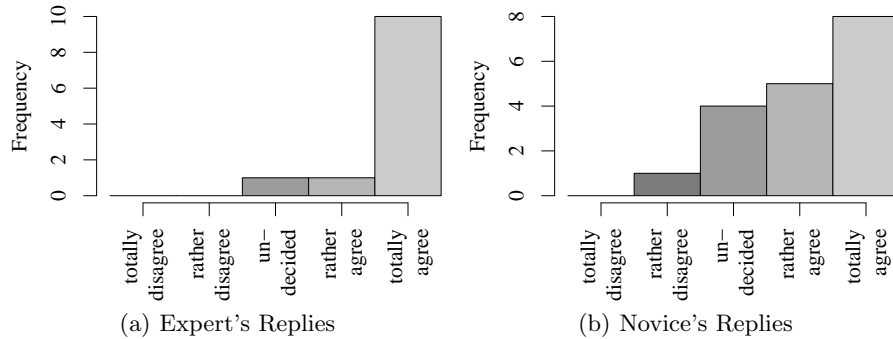 Frequency
0 2 4 6 8 10
totally disagree
rather disagree
un-decided
rather agree
totally agree
(a) Expert's Replies
Frequency
0 2 4 6 8
totally disagree
rather disagree
un-decided
rather agree
totally agree
(b) Novice's Replies